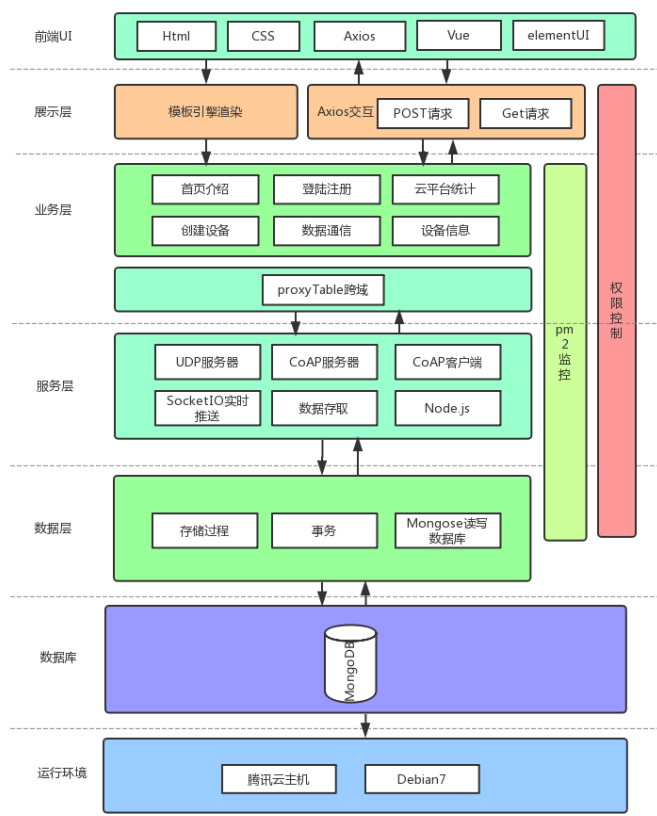 前端UI
Html
CSS
Axios
Vue
elementUI
展示层
模板引擎渲染
Axios交互
POST请求
Get请求
业务层
首页介绍
登陆注册
云平台统计
创建设备
数据通信
设备信息
proxyTable跨域
权
限
控
制
pm
2
监
控
服务层
UDP服务器
CoAP服务器
CoAP客户端
SocketIO实时
推送
数据存取
Node.js
数据层
存储过程
事务
Mongose读写
数据库
数据库
MongoDB
运行环境
腾讯云主机
Debian7